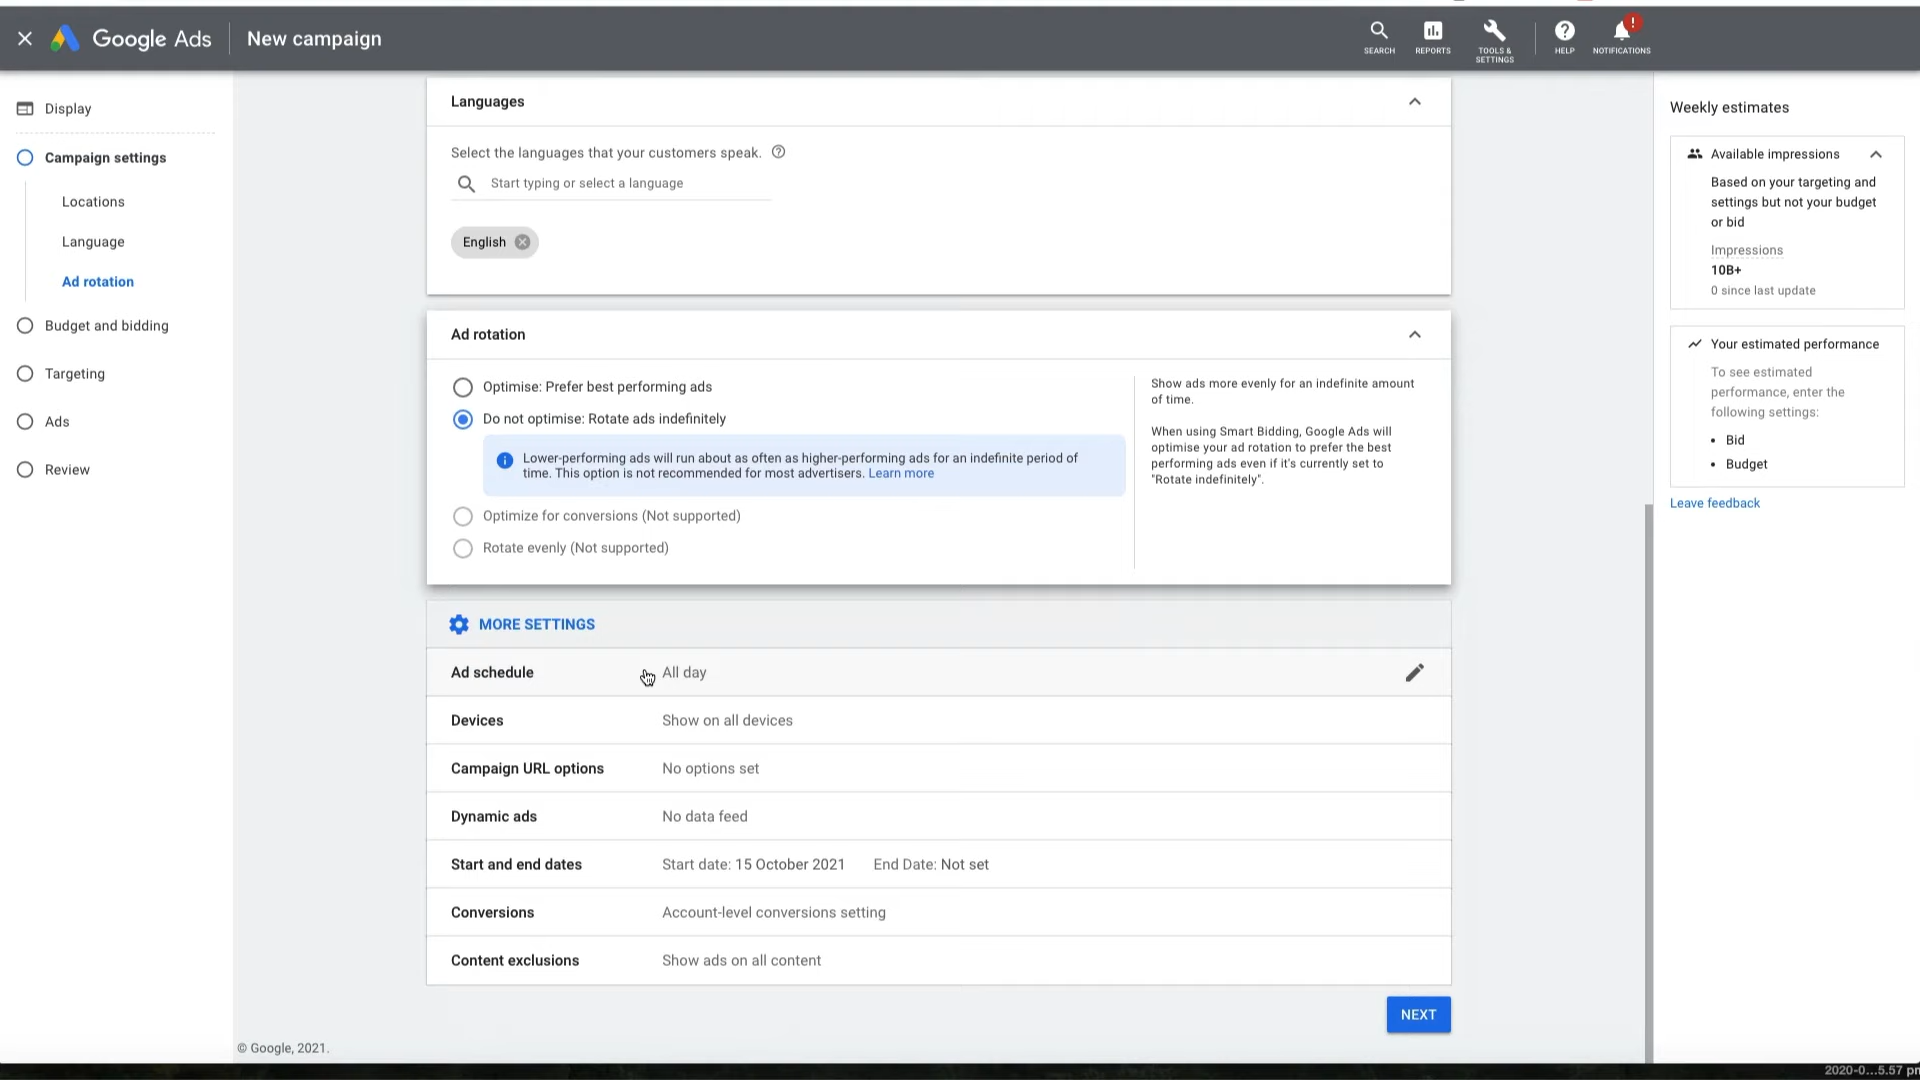 Google Ads
New campaign
SEARCH
REPORTS
TOOLS &
SETTINGS
HELP
!
NOTIFICATIONS
Display
Campaign settings
Locations
Language
Ad rotation
Budget and bidding
Targeting
Ads
Review
Languages
Select the languages that your customers speak.
Start typing or select a language
English
Ad rotation
Optimise: Prefer best performing ads
Do not optimise: Rotate ads indefinitely
Lower-performing ads will run about as often as higher-performing ads for an indefinite period of
time. This option is not recommended for most advertisers. Learn more
Optimize for conversions (Not supported)
Rotate evenly (Not supported)
Show ads more evenly for an indefinite amount
of time.
When using Smart Bidding, Google Ads will
optimise your ad rotation to prefer the best
performing ads even if it's currently set to
"Rotate indefinitely".
MORE SETTINGS
Ad schedule All day
Devices Show on all devices
Campaign URL options No options set
Dynamic ads No data feed
Start and end dates Start date: 15 October 2021 End Date: Not set
Conversions Account-level conversions setting
Content exclusions Show ads on all content
NEXT
© Google, 2021.
Weekly estimates
Available impressions
Based on your targeting and
settings but not your budget
or bid
Impressions
10B+
0 since last update
Your estimated performance
To see estimated
performance, enter the
following settings:
• Bid
• Budget
Leave feedback
2020-0...5.57 pm